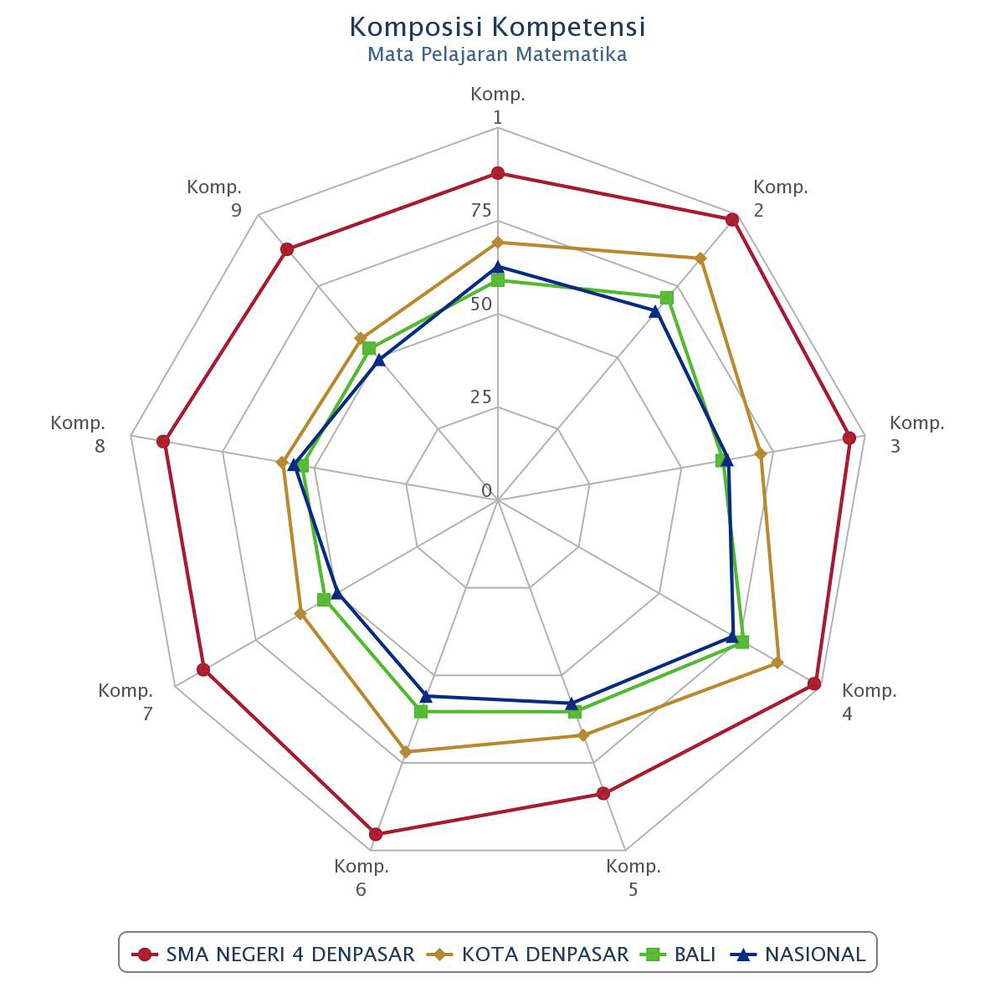 Komposisi Kompetensi
Mata Pelajaran Matematika
Komp.
1
Komp.
2
Komp.
3
Komp.
4
Komp.
5
Komp.
6
Komp.
7
Komp.
8
Komp.
9
75
50
25
0
SMA NEGERI 4 DENPASAR KOTA DENPASAR BALI NASIONAL